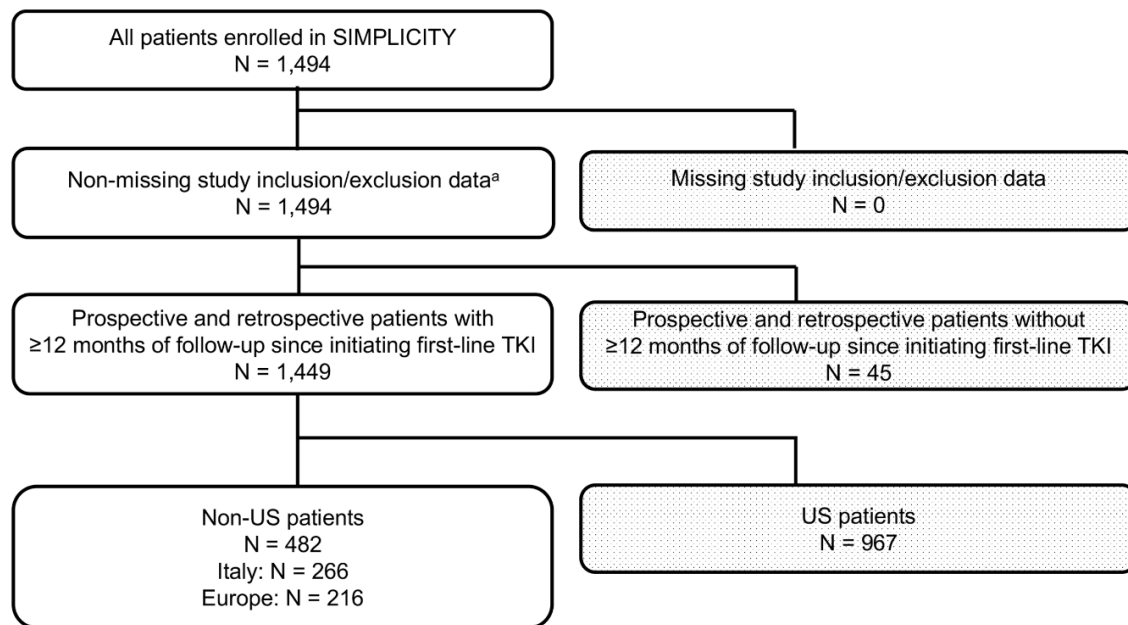 All patients enrolled in SIMPLICITY
N = 1,494
Non-missing study inclusion/exclusion dataᵃ
N = 1,494
Missing study inclusion/exclusion data
N = 0
Prospective and retrospective patients with
≥12 months of follow-up since initiating first-line TKI
N = 1,449
Prospective and retrospective patients without
≥12 months of follow-up since initiating first-line TKI
N = 45
Non-US patients
N = 482
Italy: N = 266
Europe: N = 216
US patients
N = 967